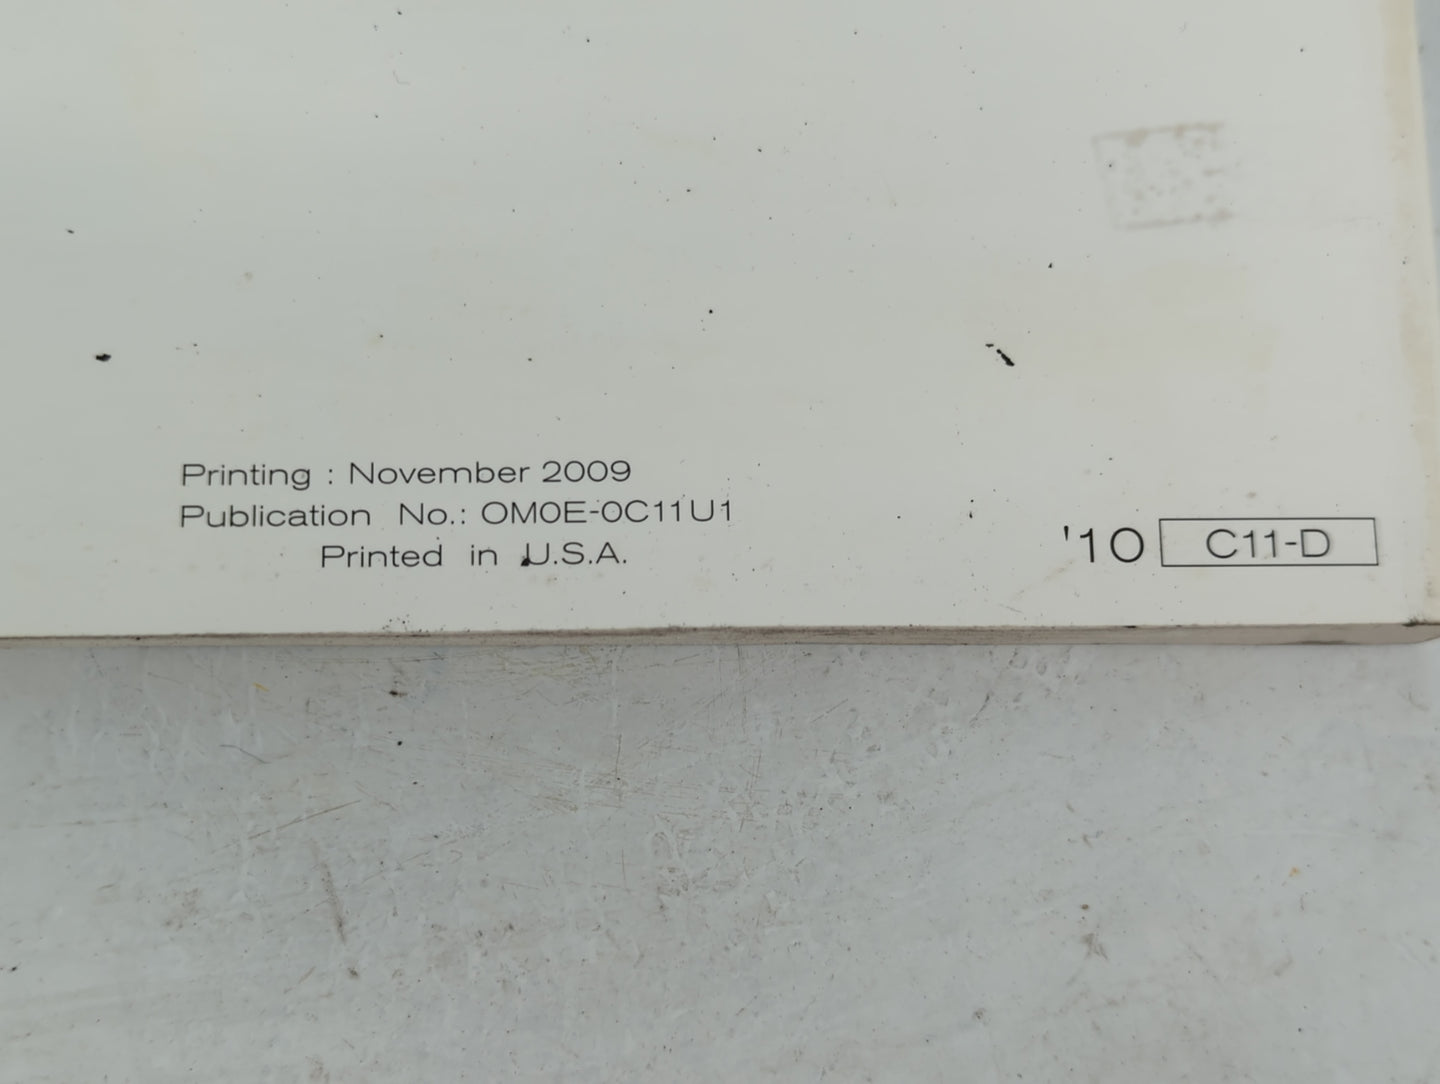 Printing : November 2009
Publication No.: OM0E-0C11U1
Printed in U.S.A.
'10 C11-D